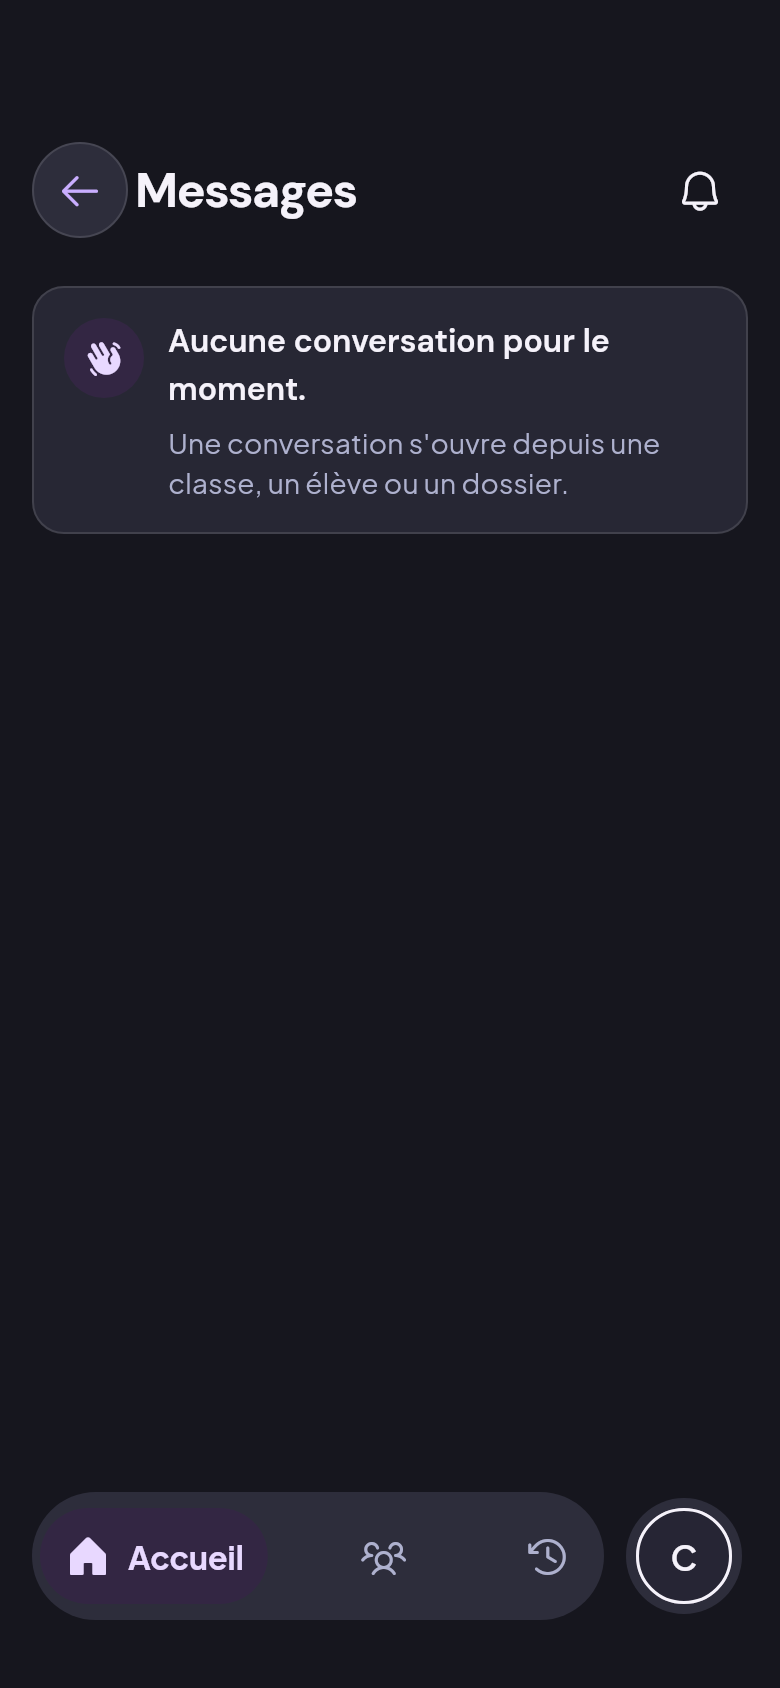 Messages
Aucune conversation pour le
moment.
Une conversation s'ouvre depuis une
classe, un élève ou un dossier.
Accueil
C